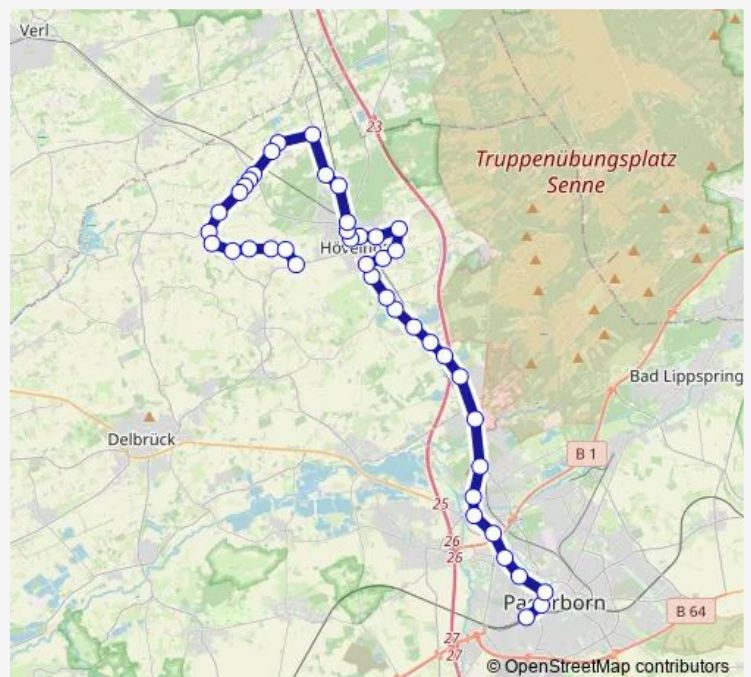 Verl
23
Truppenübungsplatz
Senne
Bad Lippspring
Delbrück
B 1
25
26
26
B 64
27
27
© OpenStreetMap contributors